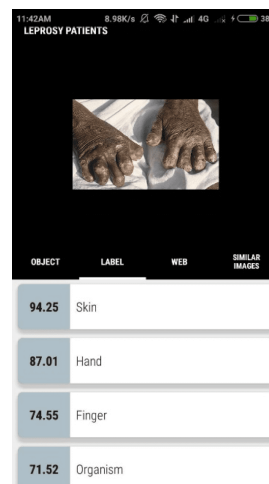 11:42AM 8.98K/s 4G 38
LEPROSY PATIENTS
OBJECT LABEL WEB SIMILAR IMAGES
94.25 Skin
87.01 Hand
74.55 Finger
71.52 Organism